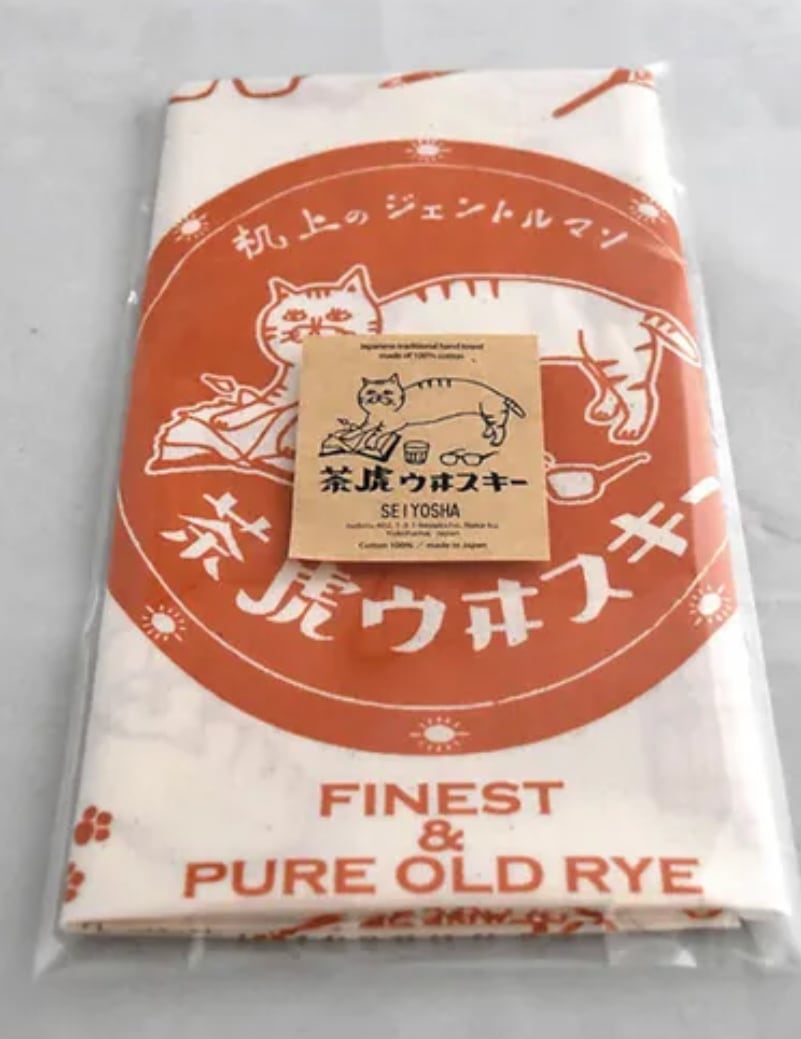 机上のジェントルマン
Japanese traditional hand towel
made of 100% cotton
茶虎ウヰスキー
SEIYOSHA
Yokohama Japan
Cotton 100% / made in Japan
茶虎ウヰスキー
FINEST
&
PURE OLD RYE